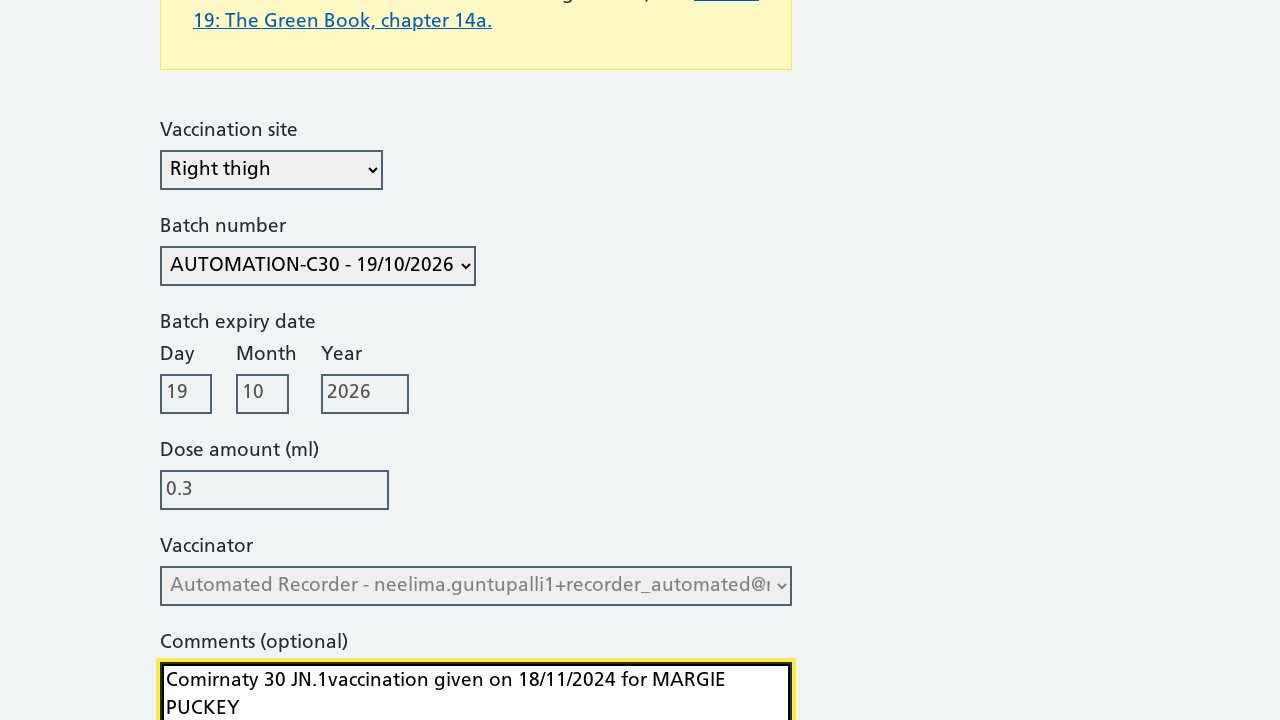 19: The Green Book, chapter 14a.
Vaccination site
Right thigh
Batch number
AUTOMATION-C30 - 19/10/2026
Batch expiry date
Day Month Year
19 10 2026
Dose amount (ml)
0.3
Vaccinator
Automated Recorder - neelima.guntupalli1+recorder_automated@
Comments (optional)
Comirnaty 30 JN.1vaccination given on 18/11/2024 for MARGIE
PUCKEY